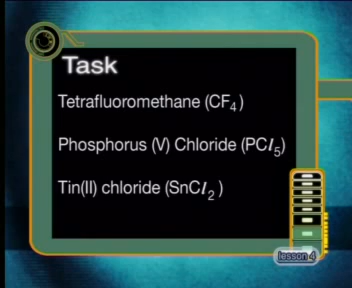 Task
Tetrafluoromethane (CF₄)
Phosphorus (V) Chloride (PCl₅)
Tin(II) chloride (SnCl₂)
lesson 4